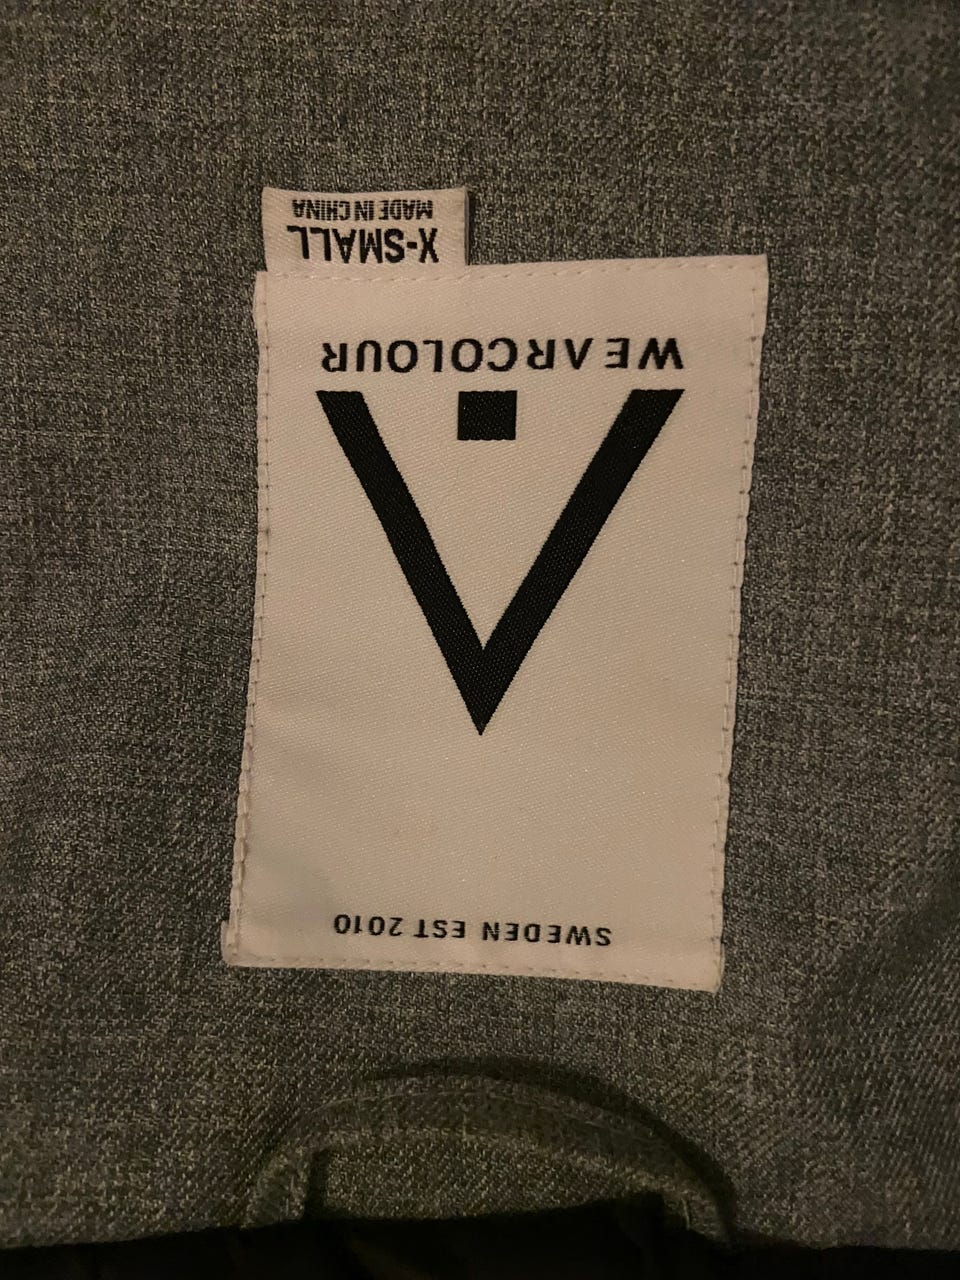 SWEDEN EST 2010
WEARCOLOUR
X-SMALL
MADE IN CHINA